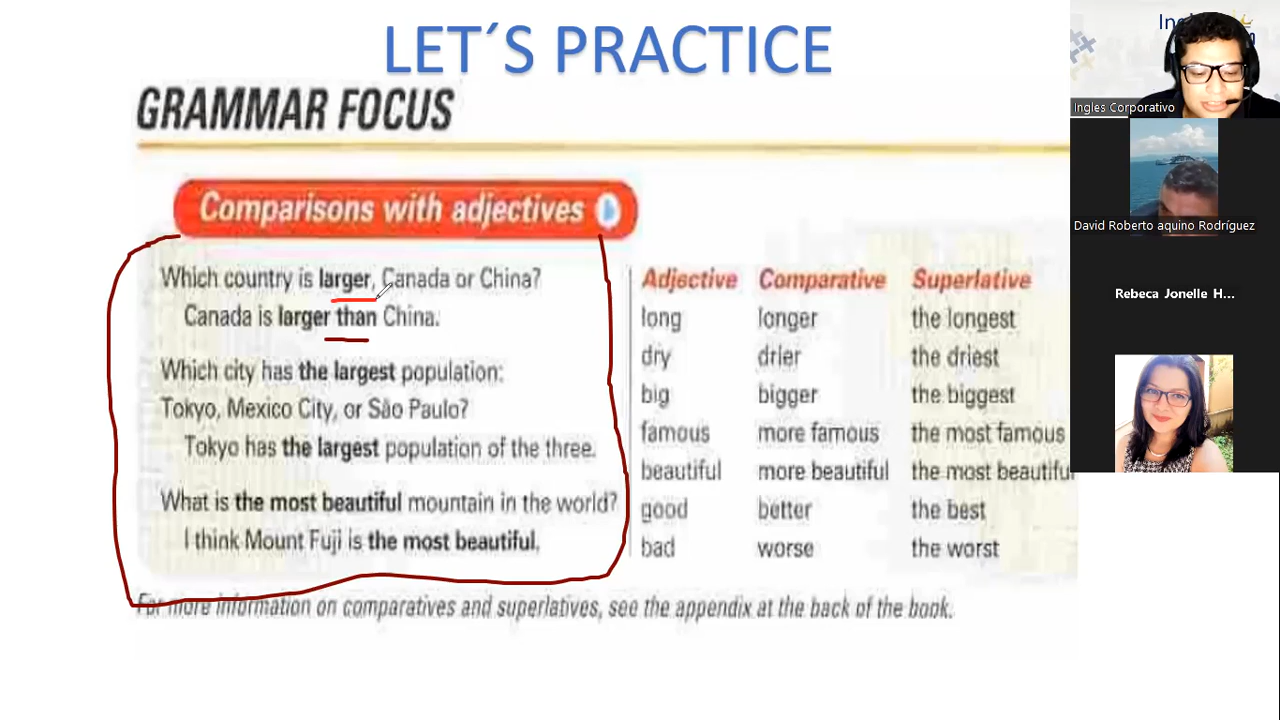 LET´S PRACTICE
GRAMMAR FOCUS
Comparisons with adjectives
Which country is larger, Canada or China?
Canada is larger than China.
Which city has the largest population:
Tokyo, Mexico City, or São Paulo?
Tokyo has the largest population of the three.
What is the most beautiful mountain in the world?
I think Mount Fuji is the most beautiful.
Adjective Comparative Superlative
long longer the longest
dry drier the driest
big bigger the biggest
famous more famous the most famous
beautiful more beautiful the most beautiful
good better the best
bad worse the worst
For more information on comparatives and superlatives, see the appendix at the back of the book.
Ingles Corporativo
David Roberto aquino Rodríguez
Rebeca Jonelle H...